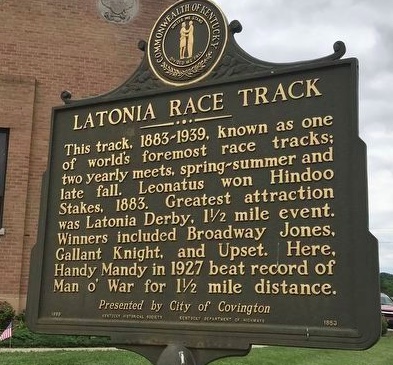 COMMONWEALTH OF KENTUCKY
LATONIA RACE TRACK
This track, 1883-1939, known as one
of world's foremost race tracks;
two yearly meets, spring-summer and
late fall. Leonatus won Hindoo
Stakes, 1883. Greatest attraction
was Latonia Derby, 1½ mile event.
Winners included Broadway Jones,
Gallant Knight, and Upset. Here,
Handy Mandy in 1927 beat record of
Man o' War for 1½ mile distance.
Presented by City of Covington
KENTUCKY HISTORICAL SOCIETY KENTUCKY DEPARTMENT OF HIGHWAYS